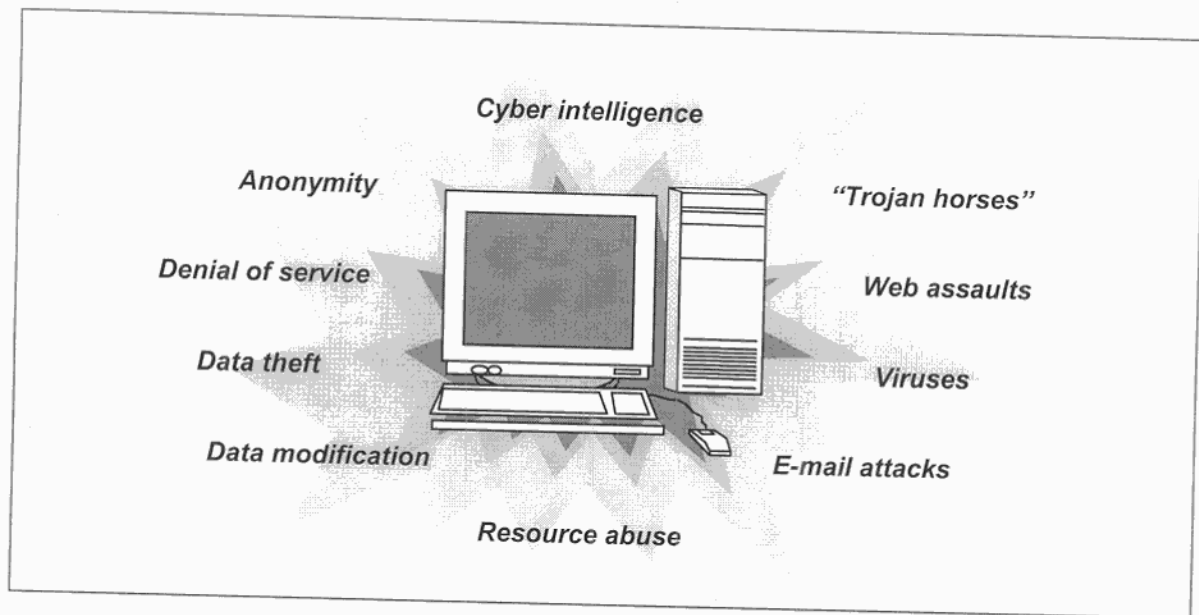 Cyber intelligence
Anonymity
“Trojan horses”
Denial of service
Web assaults
Data theft
Viruses
Data modification
E-mail attacks
Resource abuse